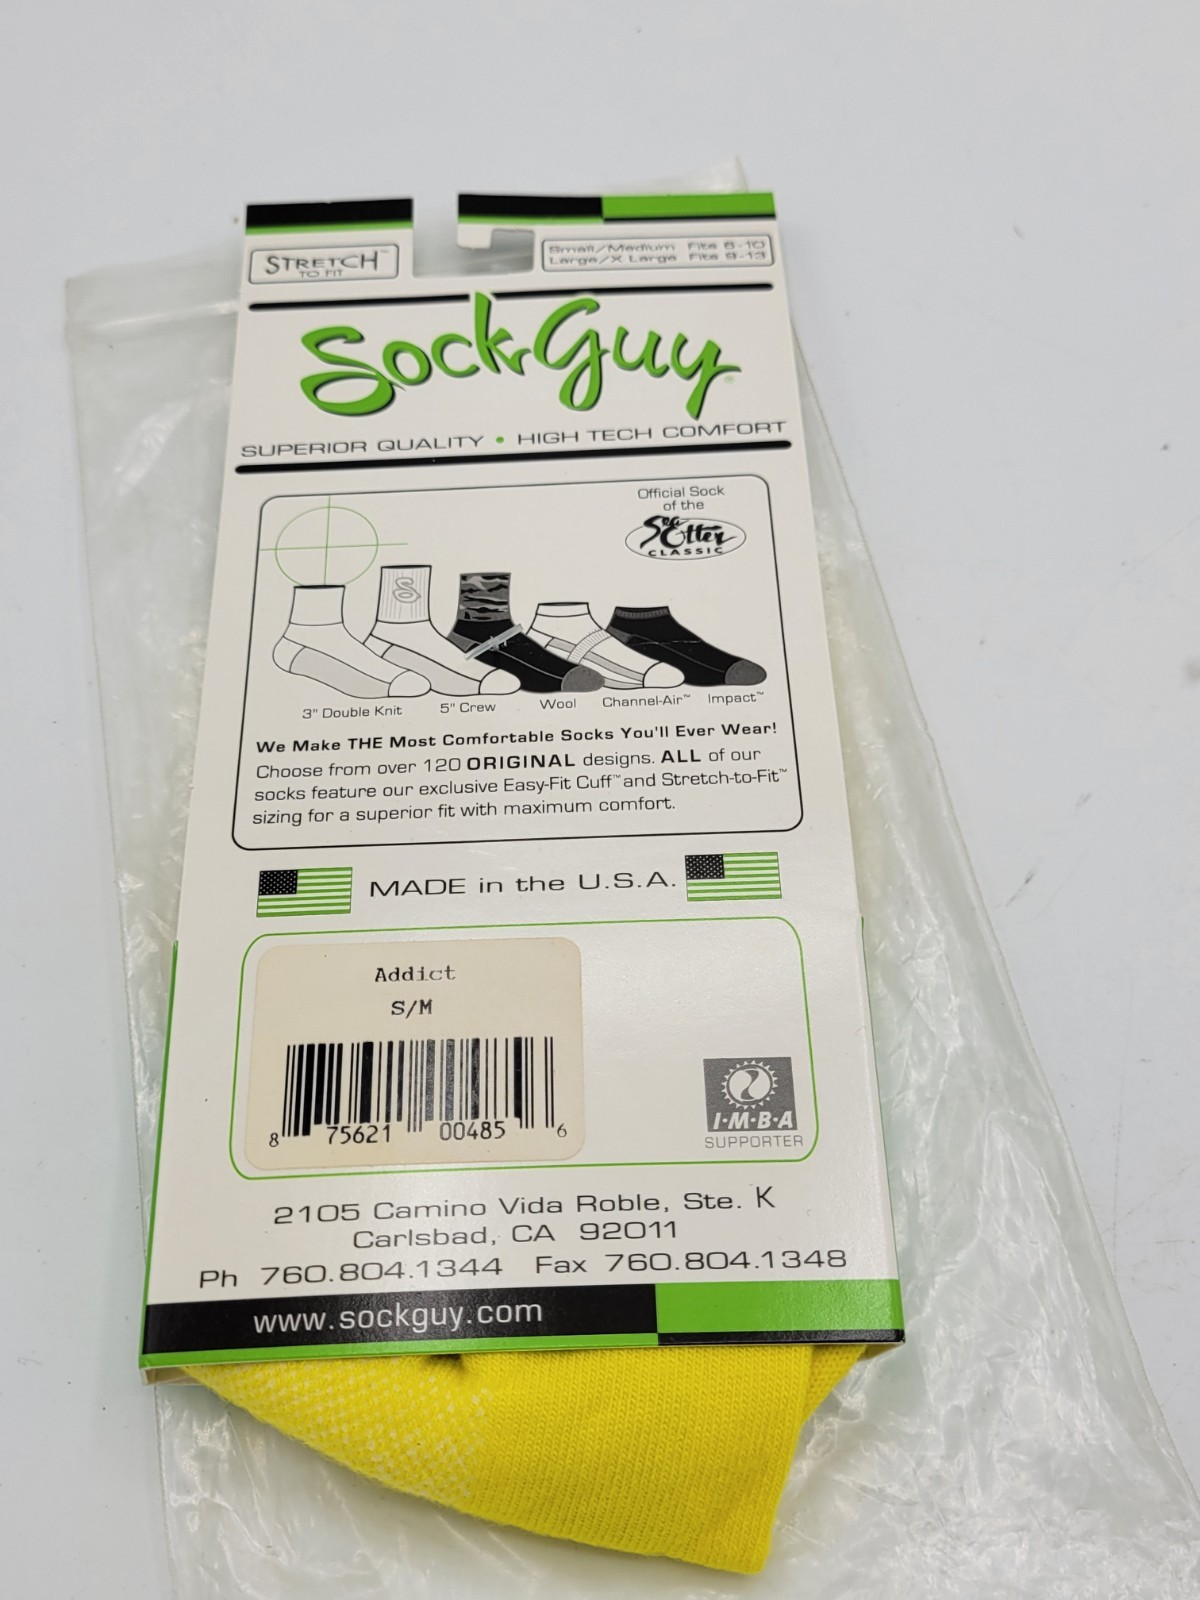 STRETCH™
TO FIT
Small/Medium Fits 5-10
Large/X Large Fits 9-13
SockGuy®
SUPERIOR QUALITY • HIGH TECH COMFORT
Official Sock
of the
Sea Otter
CLASSIC
S
3" Double Knit 5" Crew Wool Channel-Air™ Impact™
We Make THE Most Comfortable Socks You'll Ever Wear!
Choose from over 120 ORIGINAL designs. ALL of our
socks feature our exclusive Easy-Fit Cuff™ and Stretch-to-Fit™
sizing for a superior fit with maximum comfort.
MADE in the U.S.A.
Addict
S/M
8 75621 00485 6
I·M·B·A
SUPPORTER
2105 Camino Vida Roble, Ste. K
Carlsbad, CA 92011
Ph 760.804.1344 Fax 760.804.1348
www.sockguy.com